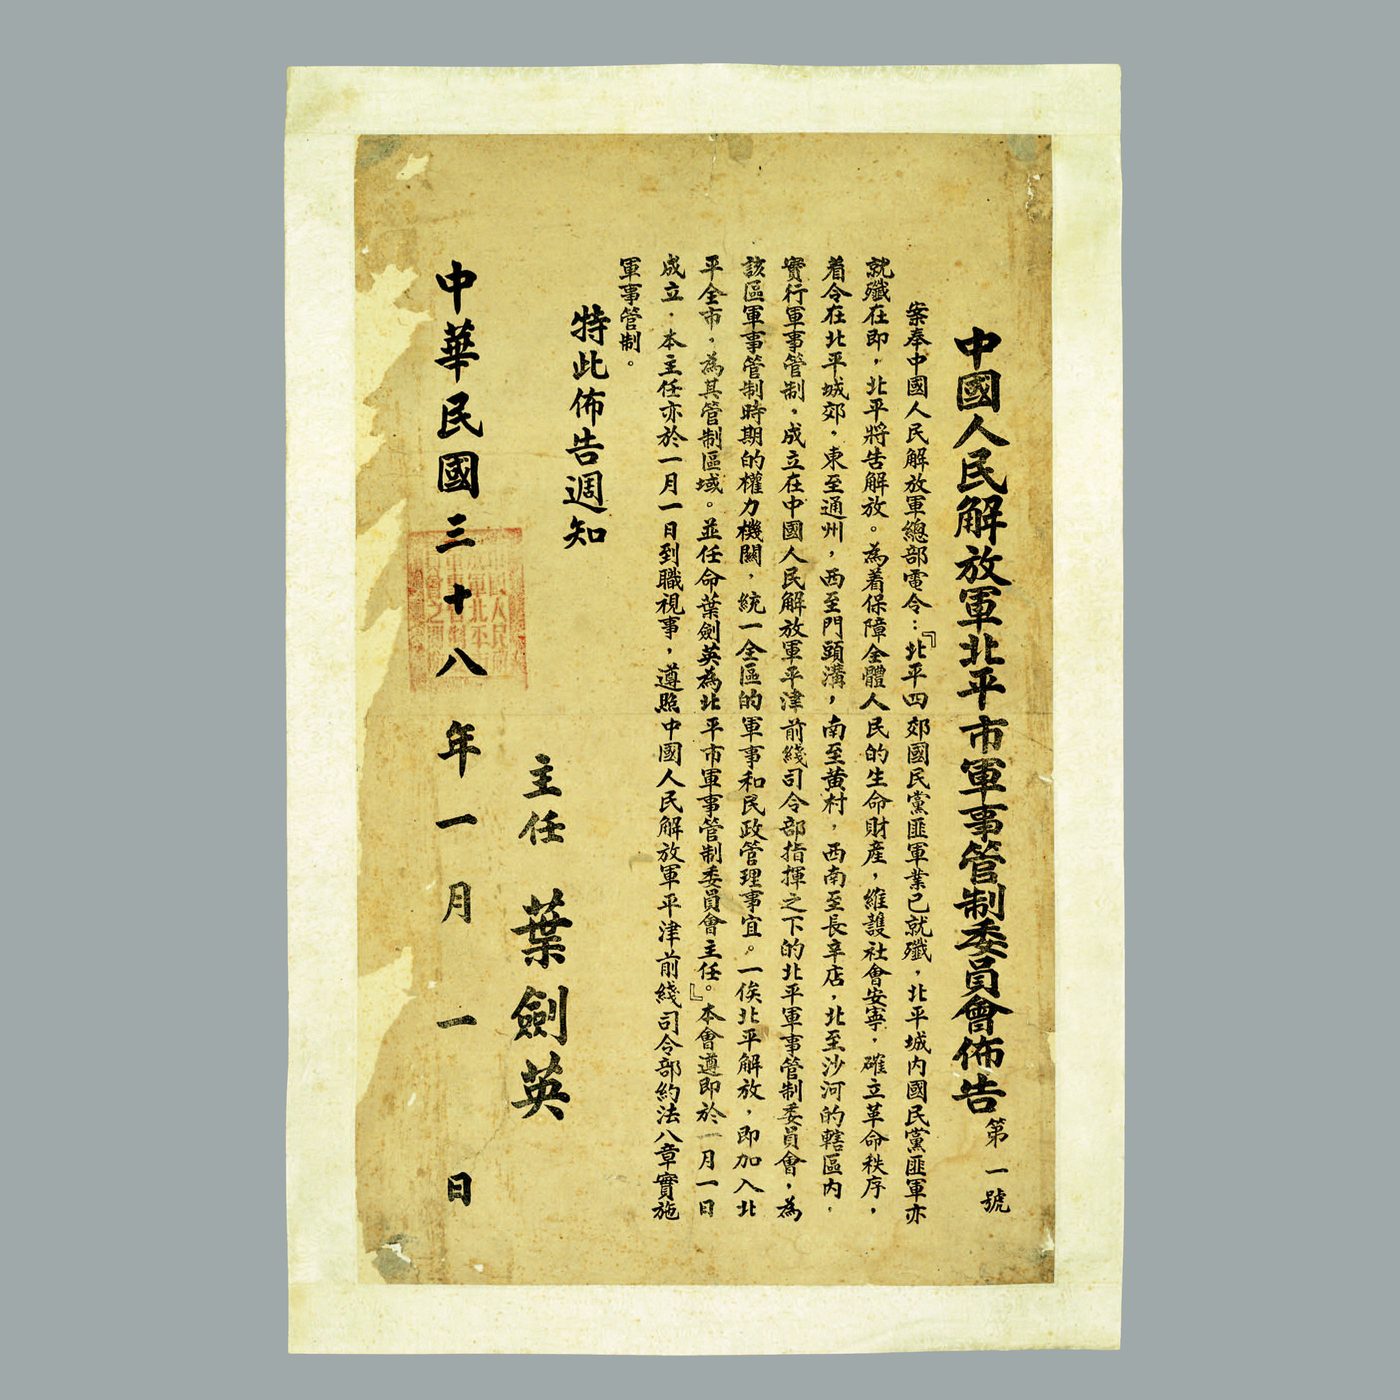 中國人民解放軍北平市軍事管制委員會佈告 第一號
案奉中國人民解放軍總部電令：『北平四郊國民黨匪軍業已就殲，北平城內國民黨匪軍亦
就殲在即，北平將告解放。為着保障全體人民的生命財產，維護社會安寧，確立革命秩序，
着令在北平城郊，東至通州，西至門頭溝，南至黃村，西南至長辛店，北至沙河的轄區內，
實行軍事管制，成立在中國人民解放軍平津前綫司令部指揮之下的北平軍事管制委員會，為
該區軍事管制時期的權力機關，統一全區的軍事和民政管理事宜。一俟北平解放，即加入北
平全市，為其管制區域。並任命葉劍英為北平市軍事管制委員會主任。』本會遵即於一月一日
成立，本主任亦於一月一日到職視事，遵照中國人民解放軍平津前綫司令部約法八章實施
軍事管制。
特此佈告週知
主任 葉劍英
中華民國三十八年一月一日